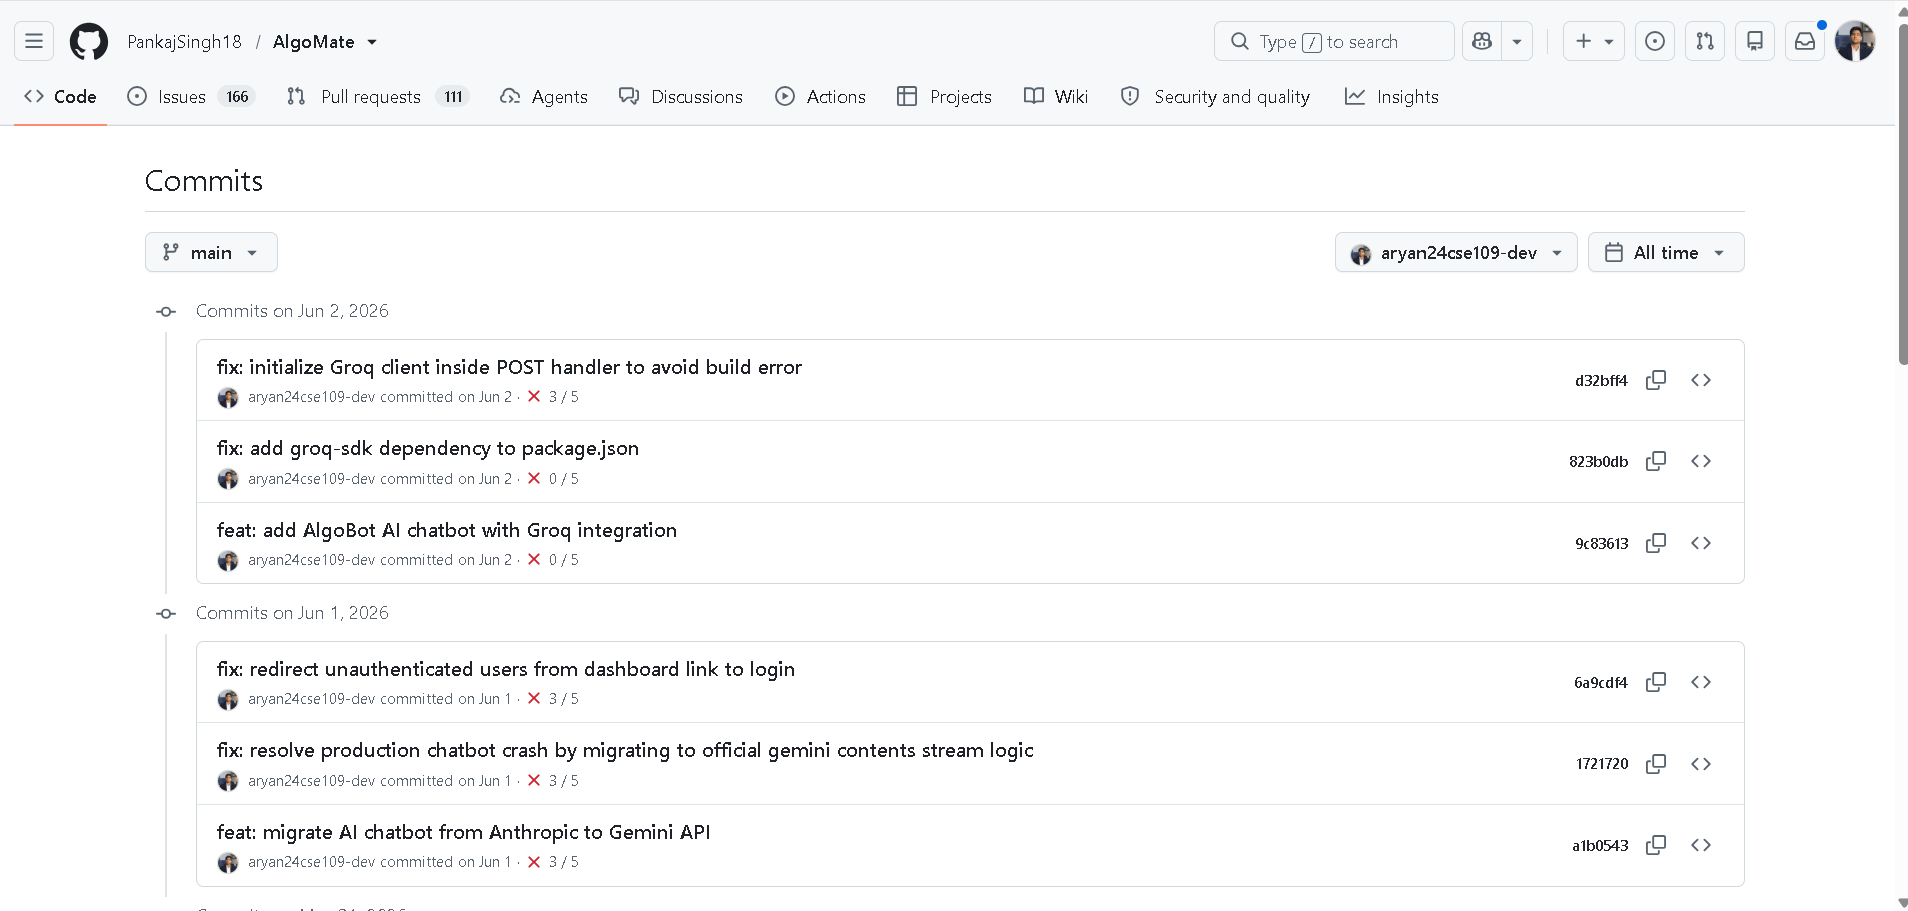 PankajSingh18 / AlgoMate
Type / to search
Code
Issues 166
Pull requests 111
Agents
Discussions
Actions
Projects
Wiki
Security and quality
Insights
Commits
main
aryan24cse109-dev
All time
Commits on Jun 2, 2026
fix: initialize Groq client inside POST handler to avoid build error
aryan24cse109-dev committed on Jun 2 · 3 / 5
d32bff4
fix: add groq-sdk dependency to package.json
aryan24cse109-dev committed on Jun 2 · 0 / 5
823b0db
feat: add AlgoBot AI chatbot with Groq integration
aryan24cse109-dev committed on Jun 2 · 0 / 5
9c83613
Commits on Jun 1, 2026
fix: redirect unauthenticated users from dashboard link to login
aryan24cse109-dev committed on Jun 1 · 3 / 5
6a9cdf4
fix: resolve production chatbot crash by migrating to official gemini contents stream logic
aryan24cse109-dev committed on Jun 1 · 3 / 5
1721720
feat: migrate AI chatbot from Anthropic to Gemini API
aryan24cse109-dev committed on Jun 1 · 3 / 5
a1b0543